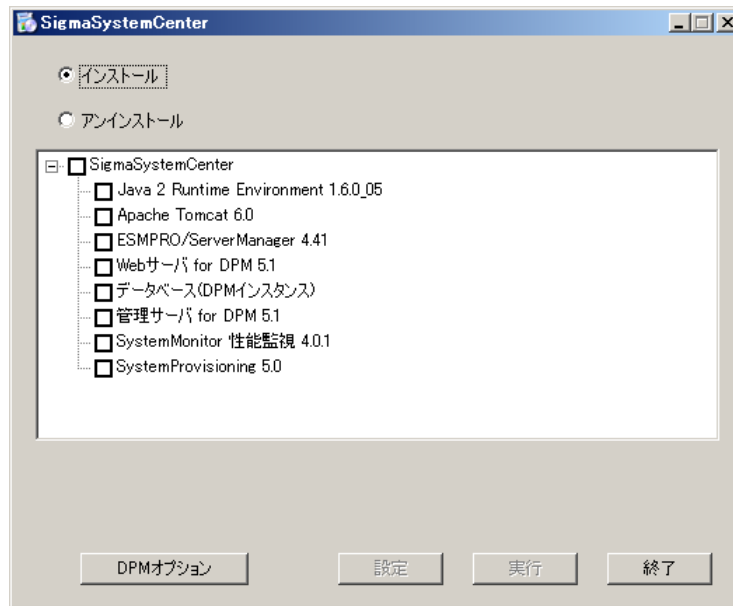 SigmaSystemCenter
インストール
アンインストール
SigmaSystemCenter
Java 2 Runtime Environment 1.6.0_05
Apache Tomcat 6.0
ESMPRO/ServerManager 4.41
Webサーバ for DPM 5.1
データベース(DPMインスタンス)
管理サーバ for DPM 5.1
SystemMonitor 性能監視 4.0.1
SystemProvisioning 5.0
DPMオプション 設定 実行 終了